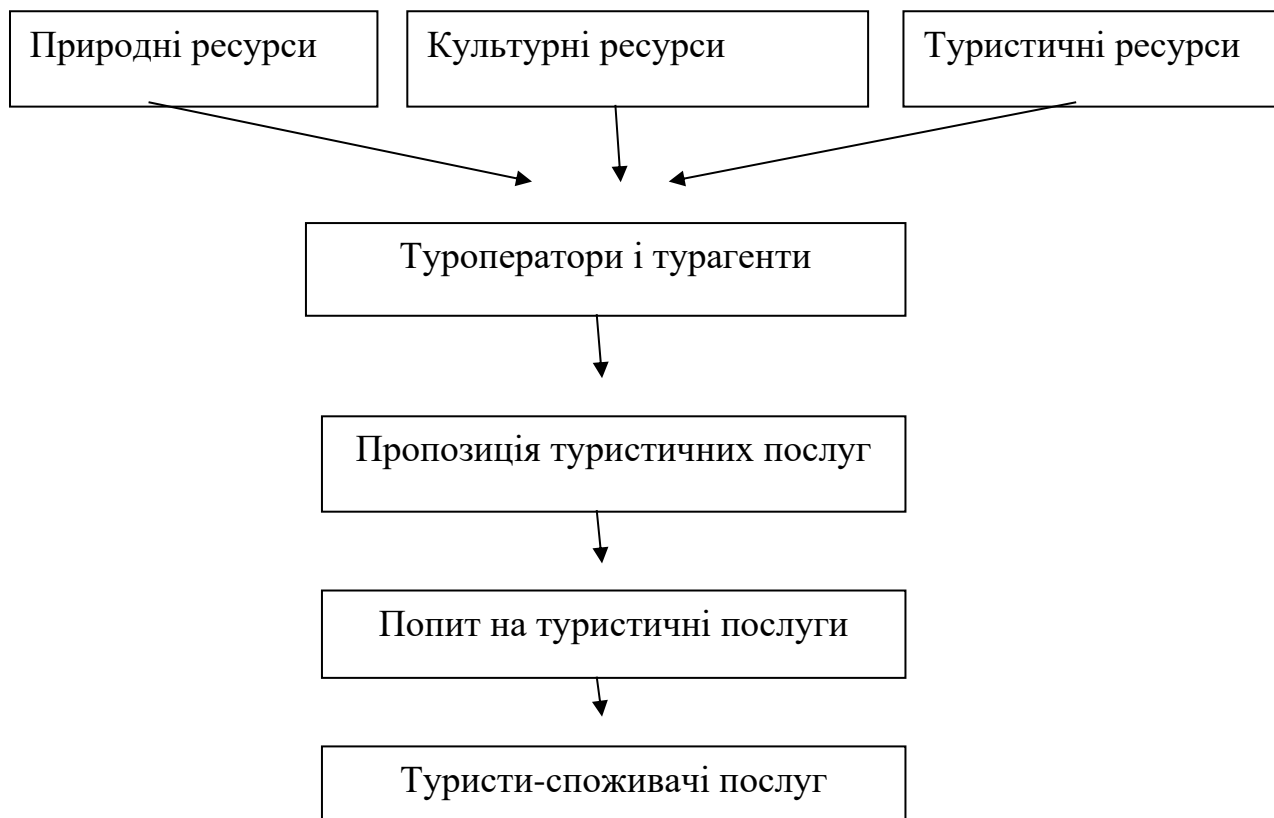 Природні ресурси
Культурні ресурси
Туристичні ресурси
Туроператори і турагенти
Пропозиція туристичних послуг
Попит на туристичні послуги
Туристи-споживачі послуг